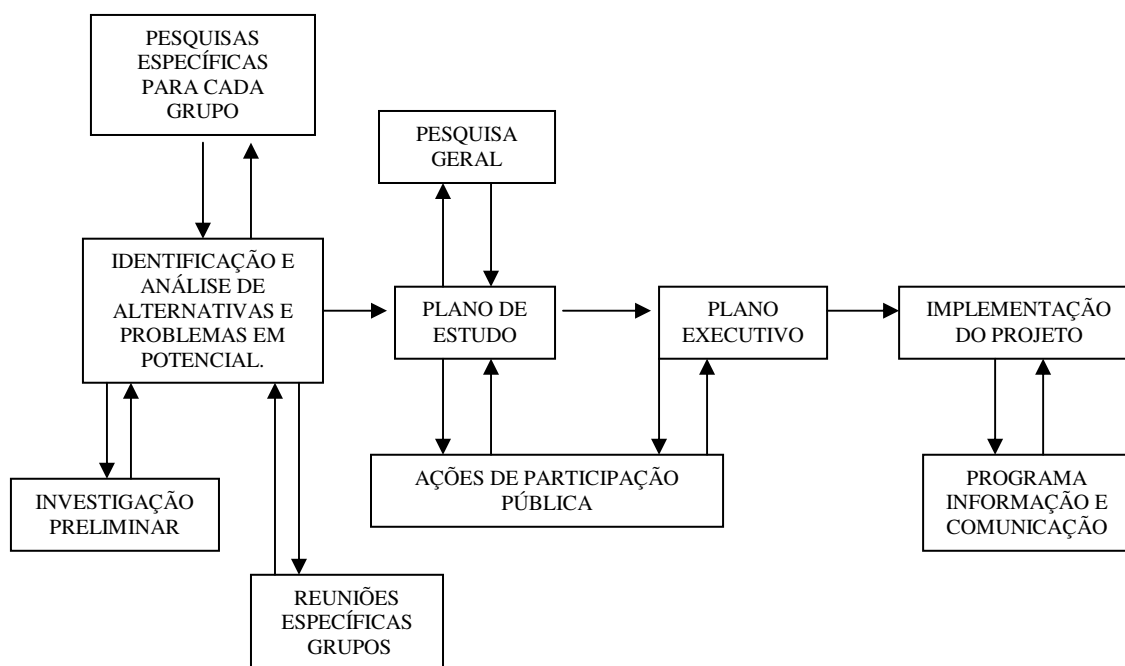 PESQUISAS
ESPECÍFICAS
PARA CADA
GRUPO
PESQUISA
GERAL
IDENTIFICAÇÃO E
ANÁLISE DE
ALTERNATIVAS E
PROBLEMAS EM
POTENCIAL.
PLANO DE
ESTUDO
PLANO
EXECUTIVO
IMPLEMENTAÇÃO
DO PROJETO
INVESTIGAÇÃO
PRELIMINAR
AÇÕES DE PARTICIPAÇÃO
PÚBLICA
PROGRAMA
INFORMAÇÃO E
COMUNICAÇÃO
REUNIÕES
ESPECÍFICAS
GRUPOS